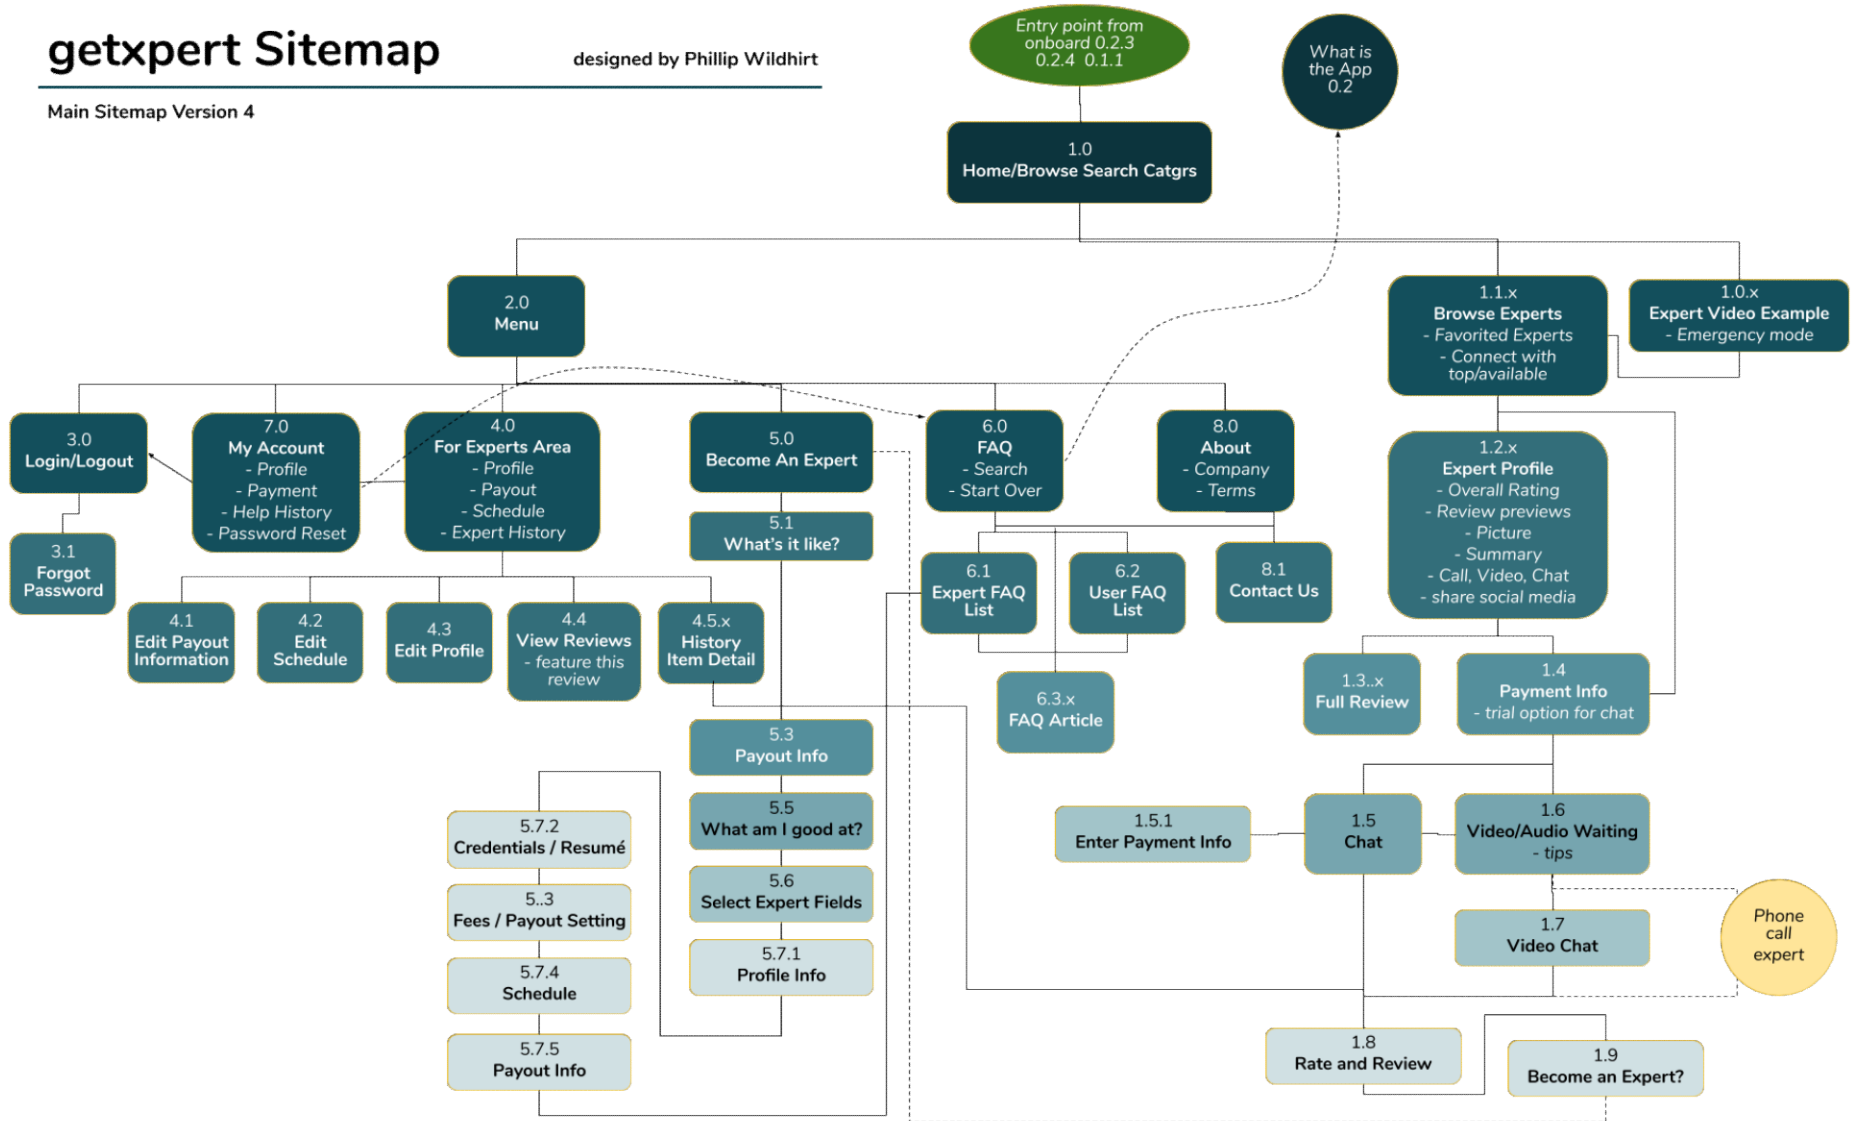 getxpert Sitemap
designed by Phillip Wildhirt
Main Sitemap Version 4
Entry point from
onboard 0.2.3
0.2.4 0.1.1
What is
the App
0.2
1.0
Home/Browse Search Catgrs
2.0
Menu
1.1.x
Browse Experts
- Favorited Experts
- Connect with
top/available
1.0.x
Expert Video Example
- Emergency mode
3.0
Login/Logout
7.0
My Account
- Profile
- Payment
- Help History
- Password Reset
4.0
For Experts Area
- Profile
- Payout
- Schedule
- Expert History
5.0
Become An Expert
6.0
FAQ
- Search
- Start Over
8.0
About
- Company
- Terms
1.2.x
Expert Profile
- Overall Rating
- Review previews
- Picture
- Summary
- Call, Video, Chat
- share social media
3.1
Forgot
Password
5.1
What's it like?
6.1
Expert FAQ
List
6.2
User FAQ
List
8.1
Contact Us
4.1
Edit Payout
Information
4.2
Edit
Schedule
4.3
Edit Profile
4.4
View Reviews
- feature this
review
4.5.x
History
Item Detail
6.3.x
FAQ Article
1.3..x
Full Review
1.4
Payment Info
- trial option for chat
5.3
Payout Info
5.5
What am I good at?
5.6
Select Expert Fields
5.7.1
Profile Info
5.7.2
Credentials / Resumé
5..3
Fees / Payout Setting
5.7.4
Schedule
5.7.5
Payout Info
1.5.1
Enter Payment Info
1.5
Chat
1.6
Video/Audio Waiting
- tips
1.7
Video Chat
Phone
call
expert
1.8
Rate and Review
1.9
Become an Expert?